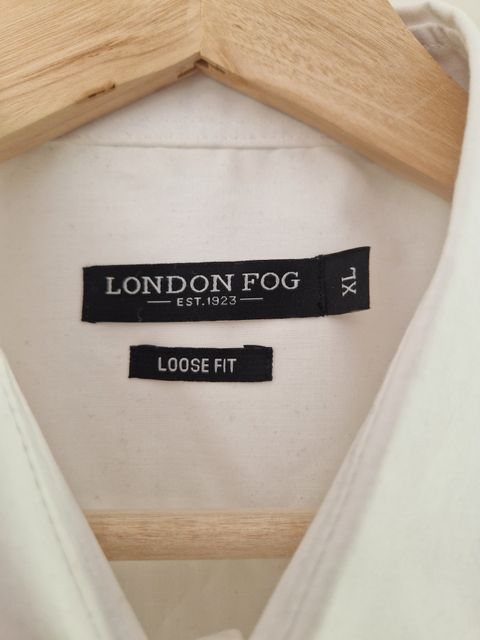 LONDON FOG
EST.1923
XL
LOOSE FIT